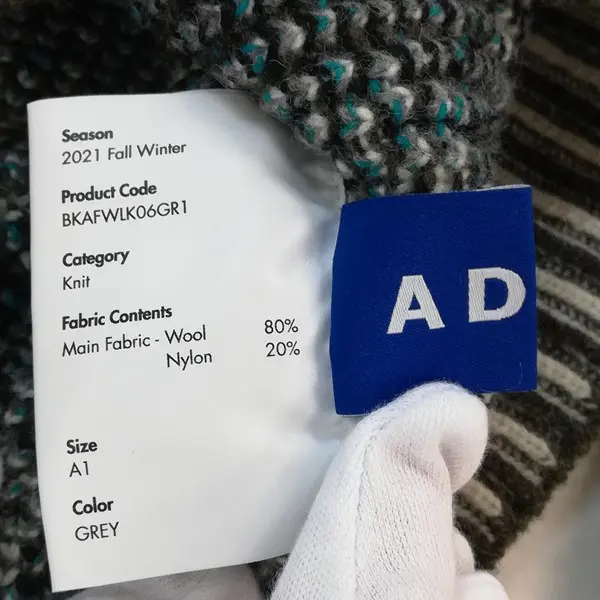 Season
2021 Fall Winter
Product Code
BKAFWLK06GR1
Category
Knit
Fabric Contents
Main Fabric - Wool 80%
Nylon 20%
Size
A1
Color
GREY
AD